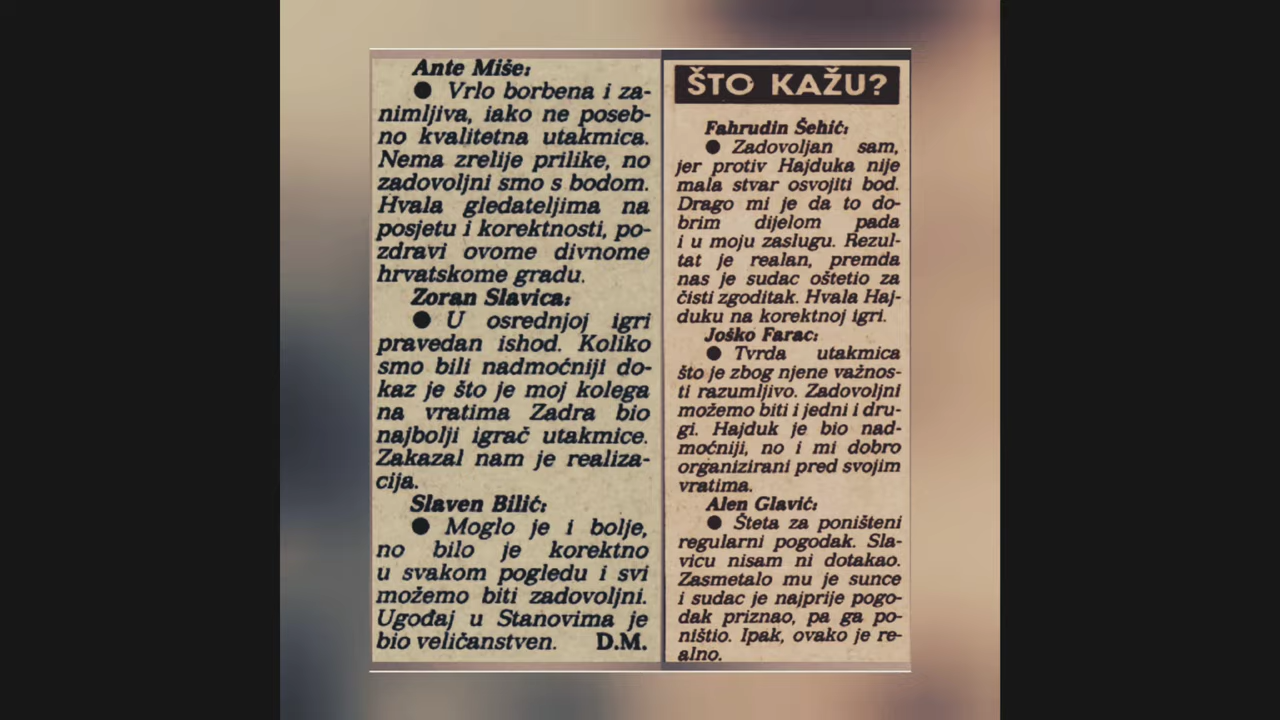 Ante Miše:
● Vrlo borbena i za-
nimljiva, iako ne poseb-
no kvalitetna utakmica.
Nema zrelije prilike, no
zadovoljni smo s bodom.
Hvala gledateljima na
posjetu i korektnosti, po-
zdravi ovome divnome
hrvatskome gradu.
Zoran Slavica:
● U osrednjoj igri
pravedan ishod. Koliko
smo bili nadmoćniji do-
kaz je što je moj kolega
na vratima Zadra bio
najbolji igrač utakmice.
Zakazal nam je realiza-
cija.
Slaven Bilić:
● Moglo je i bolje,
no bilo je korektno
u svakom pogledu i svi
možemo biti zadovoljni.
Ugođaj u Stanovima je
bio veličanstven. D.M.
ŠTO KAŽU?
Fahrudin Šehić:
● Zadovoljan sam,
jer protiv Hajduka nije
mala stvar osvojiti bod.
Drago mi je da to do-
brim dijelom pada
i u moju zaslugu. Rezul-
tat je realan, premda
nas je sudac oštetio za
čisti zgoditak. Hvala Haj-
duku na korektnoj igri.
Joško Farac:
● Tvrda utakmica
što je zbog njene važnos-
ti razumljivo. Zadovoljni
možemo biti i jedni i dru-
gi. Hajduk je bio nad-
moćniji, no i mi dobro
organizirani pred svojim
vratima.
Alen Glavić:
● Šteta za poništeni
regularni pogodak. Sla-
vicu nisam ni dotakao.
Zasmetalo mu je sunce
i sudac je najprije pogo-
dak priznao, pa ga po-
ništio. Ipak, ovako je re-
alno.